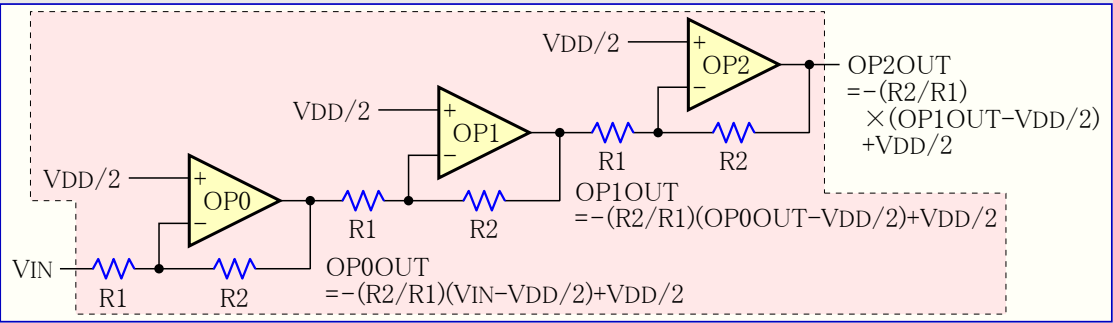 VDD/2
+
OP2
−
OP2OUT
=−(R2/R1)
×(OP1OUT−VDD/2)
+VDD/2
VDD/2
+
OP1
−
R1
R2
OP1OUT
=−(R2/R1)(OP0OUT−VDD/2)+VDD/2
VDD/2
+
OP0
−
R1
R2
VIN
R1
R2
OP0OUT
=−(R2/R1)(VIN−VDD/2)+VDD/2